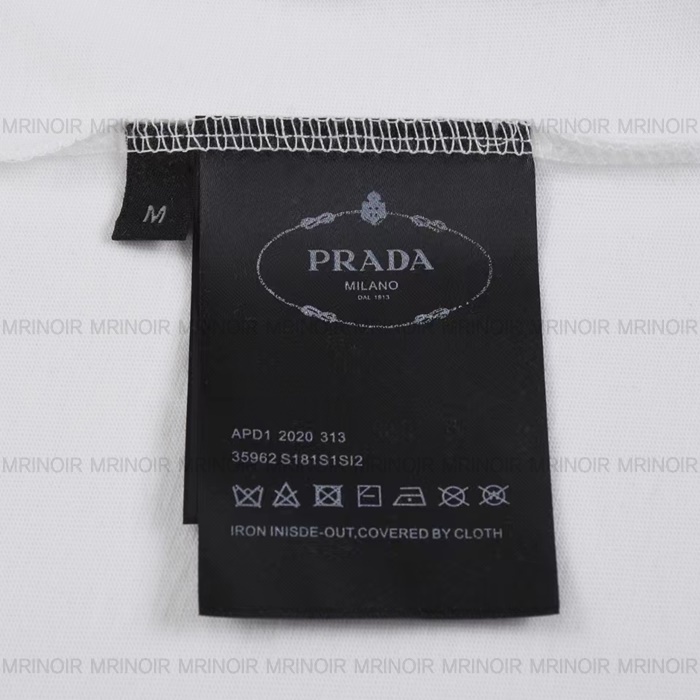 MRINOIR MRINOIR MRINOIR MRINOIR MRINOIR MRINOIR MRINOIR MRINOIR
M
PRADA
MILANO
DAL 1913
MRINOIR MRINOIR MRINOIR MRINOIR MRINOIR MRINOIR MRINOIR MRINOIR
APD1 2020 313
35962 S181S1SI2
MRINOIR MRINOIR MRINOIR MRINOIR MRINOIR MRINOIR MRINOIR MRINOIR
IRON INISDE-OUT,COVERED BY CLOTH
MRINOIR MRINOIR MRINOIR MRINOIR MRINOIR MRINOIR MRINOIR MRINOIR